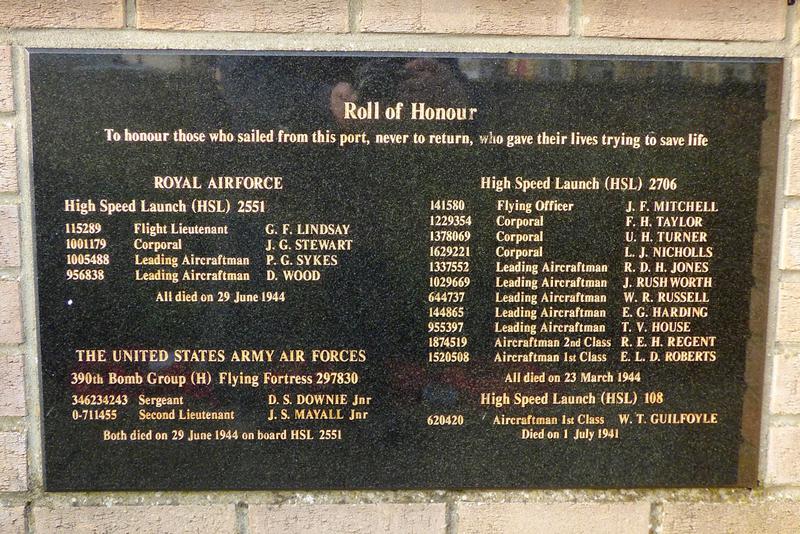 Roll of Honour
To honour those who sailed from this port, never to return, who gave their lives trying to save life
ROYAL AIRFORCE
High Speed Launch (HSL) 2551
115289 Flight Lieutenant G. F. LINDSAY
1001179 Corporal J. G. STEWART
1005488 Leading Aircraftman P. G. SYKES
956838 Leading Aircraftman D. WOOD
All died on 29 June 1944
THE UNITED STATES ARMY AIR FORCES
390th Bomb Group (H) Flying Fortress 297830
346234243 Sergeant D. S. DOWNIE Jnr
0-711455 Second Lieutenant J. S. MAYALL Jnr
Both died on 29 June 1944 on board HSL 2551
High Speed Launch (HSL) 2706
141580 Flying Officer J. F. MITCHELL
1229354 Corporal F. H. TAYLOR
1378069 Corporal U. H. TURNER
1629221 Corporal L. J. NICHOLLS
1337552 Leading Aircraftman R. D. H. JONES
1029669 Leading Aircraftman J. RUSHWORTH
644737 Leading Aircraftman W. R. RUSSELL
144865 Leading Aircraftman E. G. HARDING
955397 Leading Aircraftman T. V. HOUSE
1874519 Aircraftman 2nd Class R. E. H. REGENT
1520508 Aircraftman 1st Class E. L. D. ROBERTS
All died on 23 March 1944
High Speed Launch (HSL) 108
620420 Aircraftman 1st Class W. T. GUILFOYLE
Died on 1 July 1941